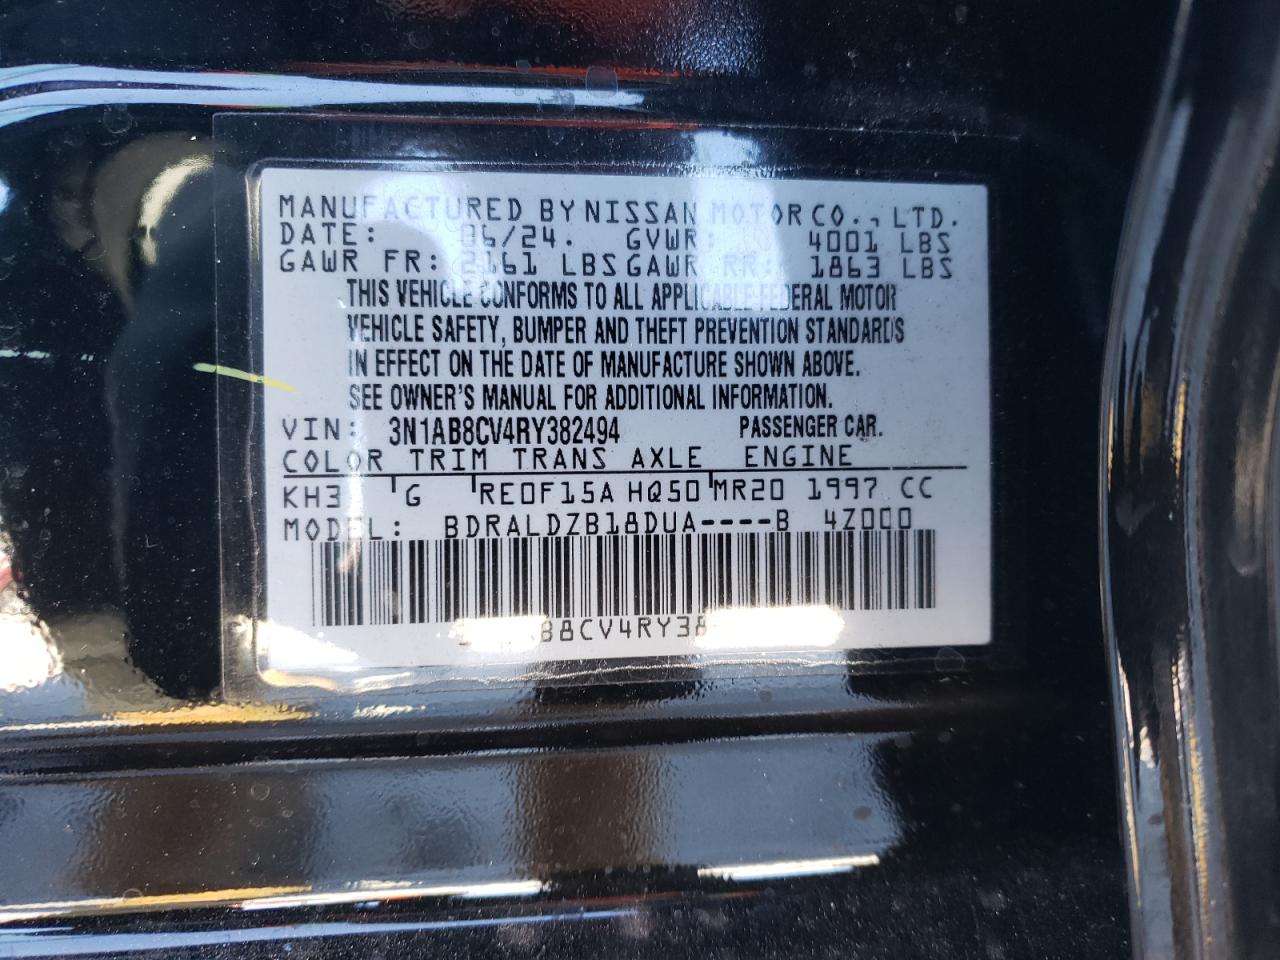 MANUFACTURED BY NISSAN MOTOR CO., LTD.
DATE: 06/24. GVWR: 4001 LBS
GAWR FR: 2161 LBS GAWR RR: 1863 LBS
THIS VEHICLE CONFORMS TO ALL APPLICABLE FEDERAL MOTOR
VEHICLE SAFETY, BUMPER AND THEFT PREVENTION STANDARDS
IN EFFECT ON THE DATE OF MANUFACTURE SHOWN ABOVE.
SEE OWNER'S MANUAL FOR ADDITIONAL INFORMATION.
VIN: 3N1AB8CV4RY382494 PASSENGER CAR.
COLOR TRIM TRANS AXLE ENGINE
KH3 G RE0F15A HQ50 MR20 1997 CC
MODEL: BDRALDZB18DUA----B 4Z000